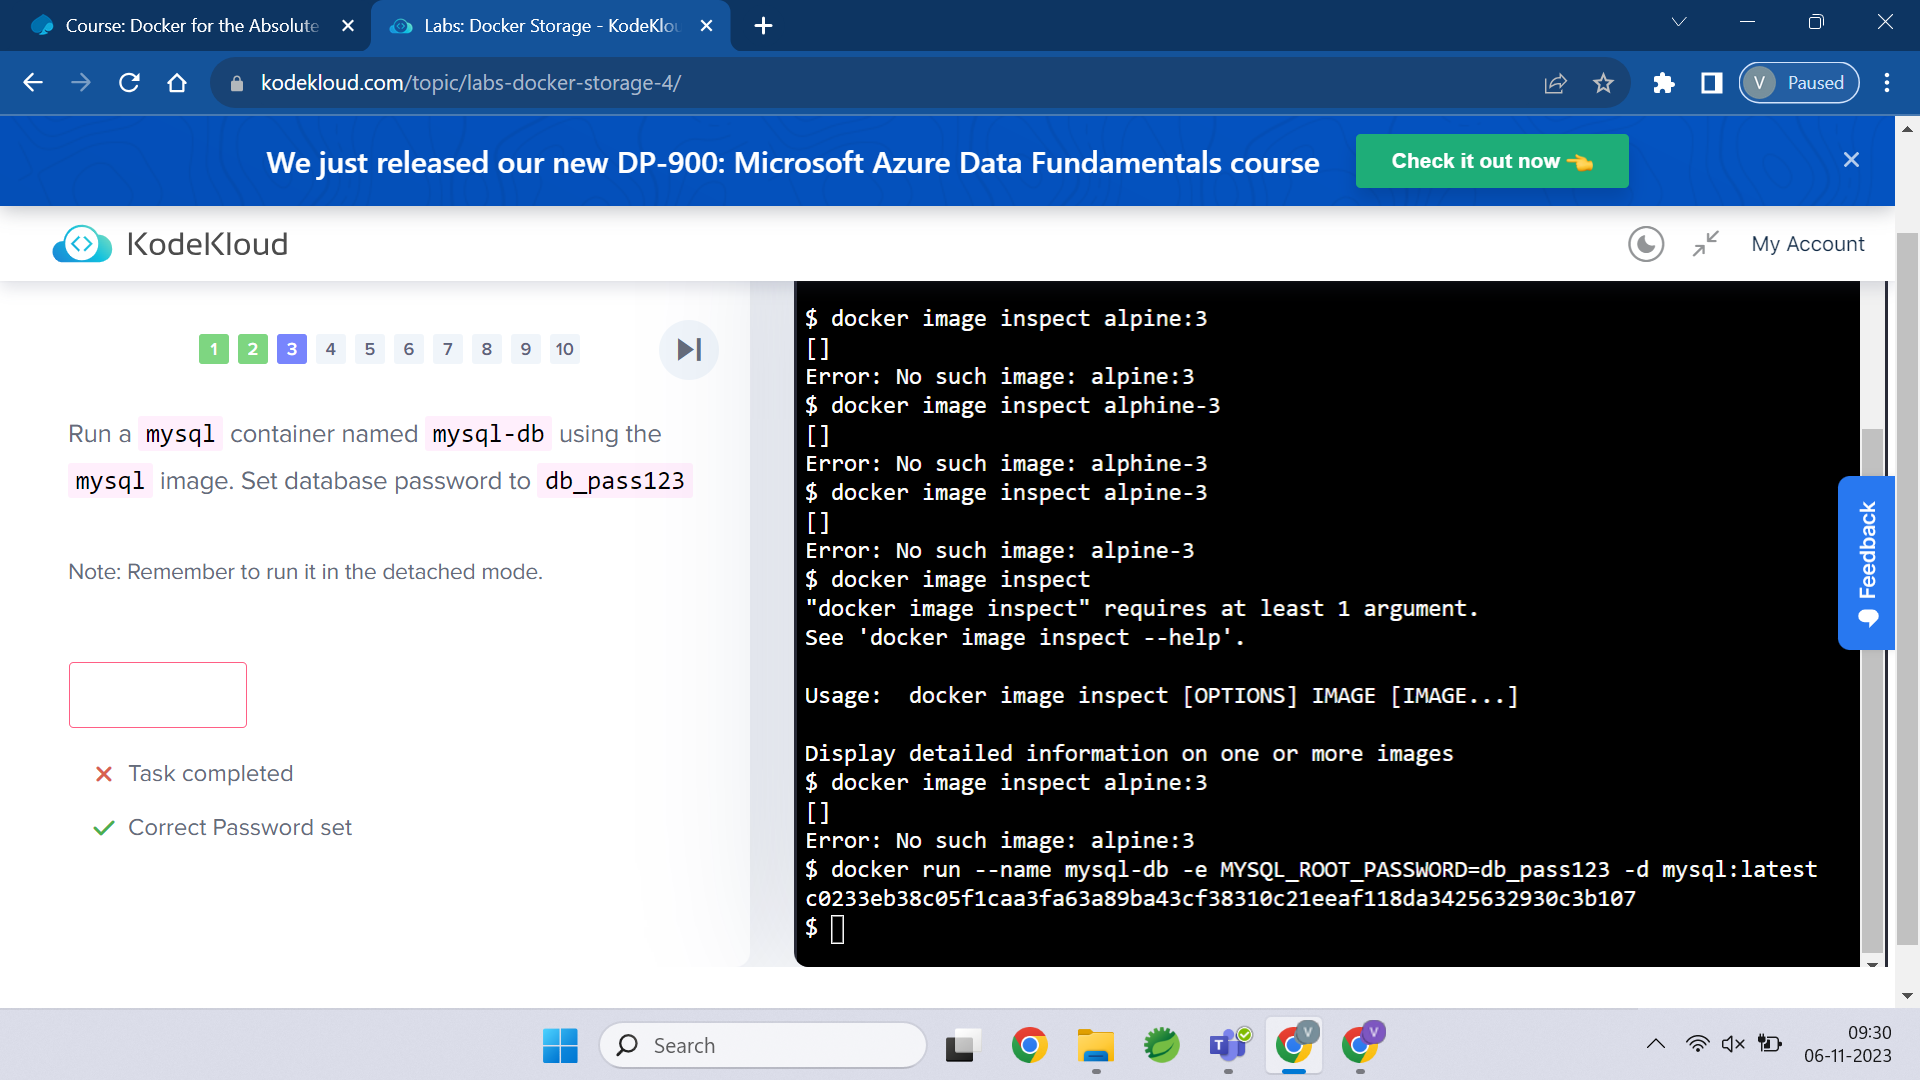 Course: Docker for the Absolute
Labs: Docker Storage - KodeKlou
kodekloud.com/topic/labs-docker-storage-4/
V Paused
We just released our new DP-900: Microsoft Azure Data Fundamentals course
Check it out now 👈
KodeKloud
My Account
1 2 3 4 5 6 7 8 9 10
Run a mysql container named mysql-db using the
mysql image. Set database password to db_pass123
Note: Remember to run it in the detached mode.
Task completed
Correct Password set
$ docker image inspect alpine:3
[]
Error: No such image: alpine:3
$ docker image inspect alphine-3
[]
Error: No such image: alphine-3
$ docker image inspect alpine-3
[]
Error: No such image: alpine-3
$ docker image inspect
"docker image inspect" requires at least 1 argument.
See 'docker image inspect --help'.
Usage:  docker image inspect [OPTIONS] IMAGE [IMAGE...]
Display detailed information on one or more images
$ docker image inspect alpine:3
[]
Error: No such image: alpine:3
$ docker run --name mysql-db -e MYSQL_ROOT_PASSWORD=db_pass123 -d mysql:latest
c0233eb38c05f1caa3fa63a89ba43cf38310c21eeaf118da3425632930c3b107
$
Feedback
Search
T
V
V
09:30
06-11-2023